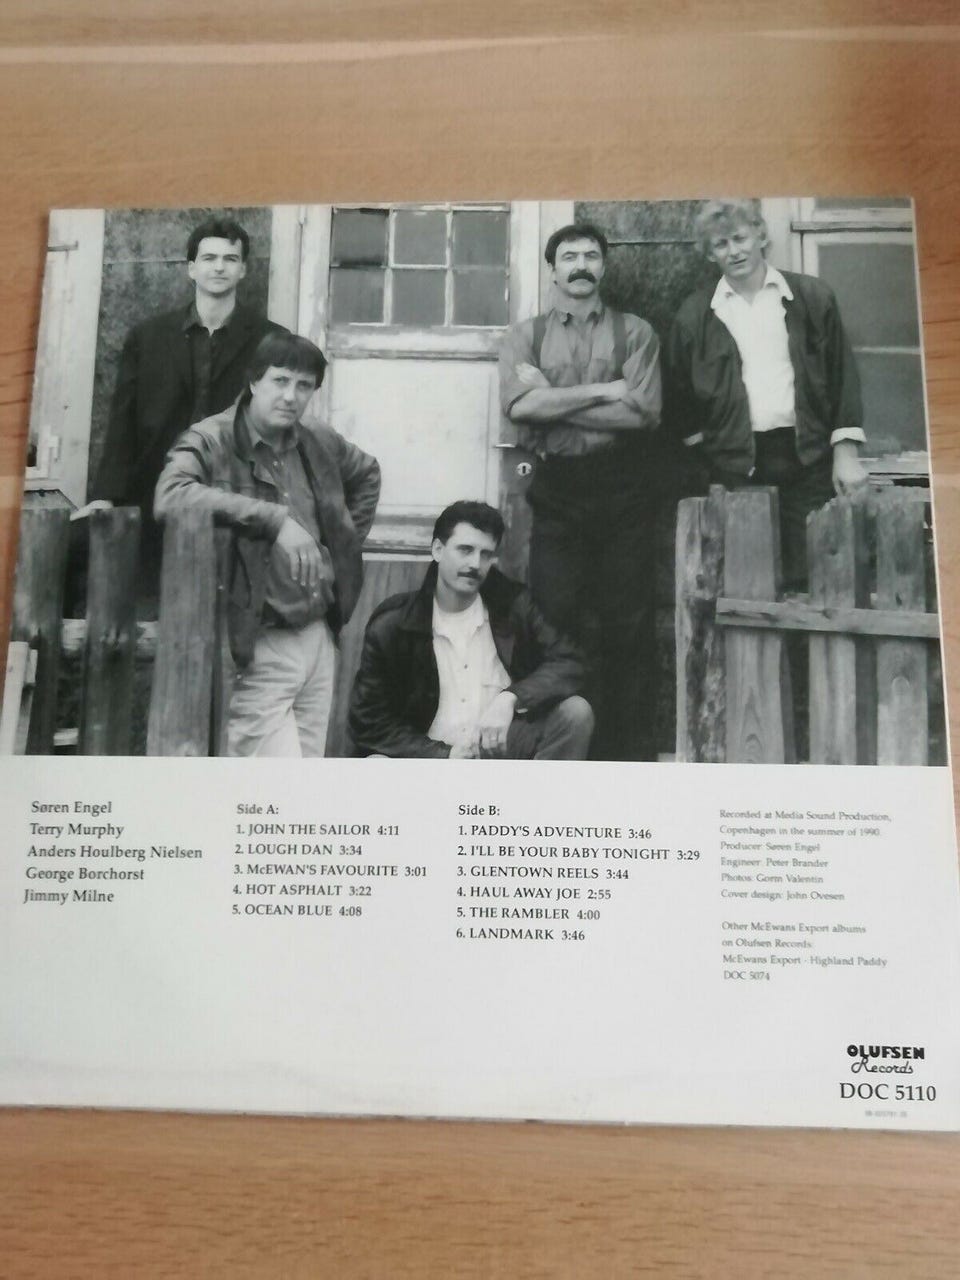 Søren Engel
Terry Murphy
Anders Houlberg Nielsen
George Borchorst
Jimmy Milne
Side A:
1. JOHN THE SAILOR 4:11
2. LOUGH DAN 3:34
3. McEWAN'S FAVOURITE 3:01
4. HOT ASPHALT 3:22
5. OCEAN BLUE 4:08
Side B:
1. PADDY'S ADVENTURE 3:46
2. I'LL BE YOUR BABY TONIGHT 3:29
3. GLENTOWN REELS 3:44
4. HAUL AWAY JOE 2:55
5. THE RAMBLER 4:00
6. LANDMARK 3:46
Recorded at Media Sound Production,
Copenhagen in the summer of 1990.
Producer: Søren Engel
Engineer: Peter Brander
Photos: Gorm Valentin
Cover design: John Ovesen
Other McEwans Export albums
on Olufsen Records:
McEwans Export - Highland Paddy
DOC 5074
OLUFSEN
Records
DOC 5110